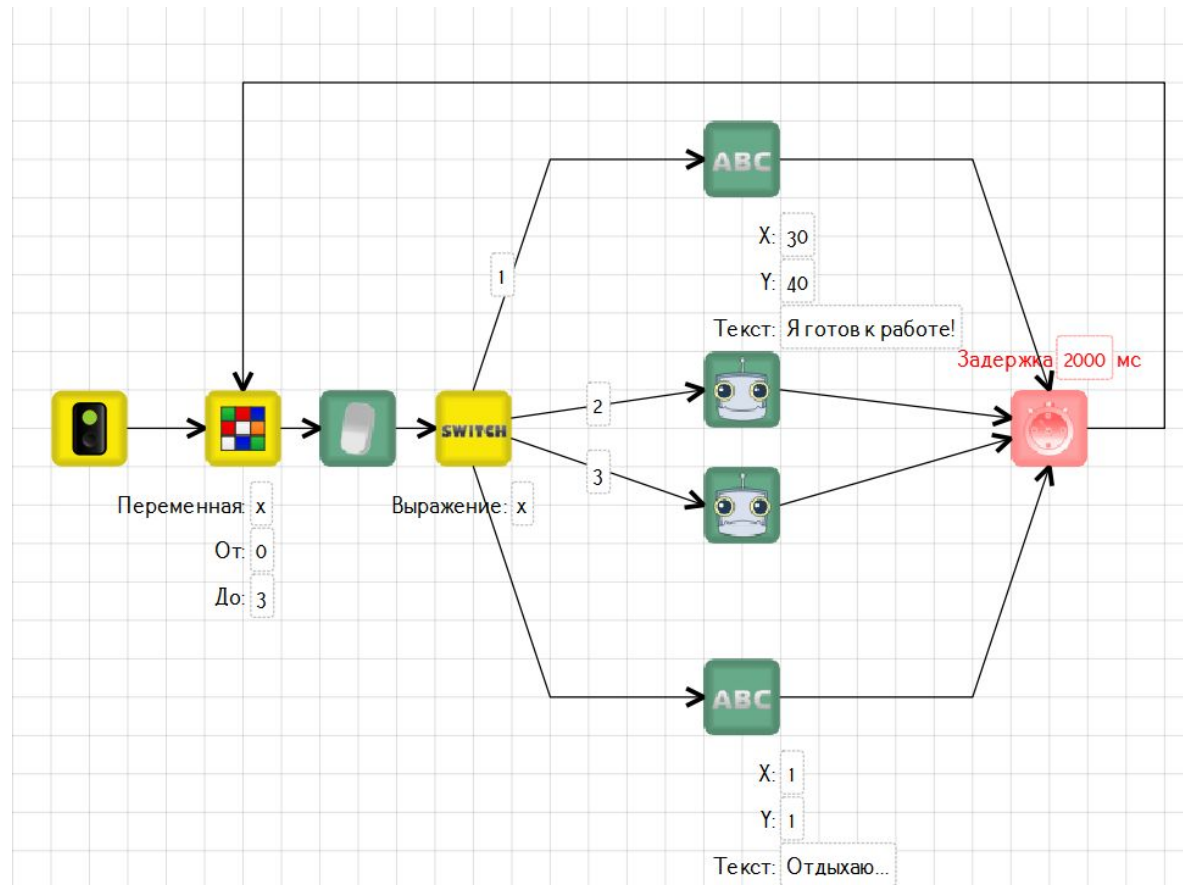 ABC
X: 30
1
Y: 40
Текст: Я готов к работе!
Задержка 2000 мс
2
SWITCH
3
Переменная: x
Выражение: x
От: 0
До: 3
ABC
X: 1
Y: 1
Текст: Отдыхаю...